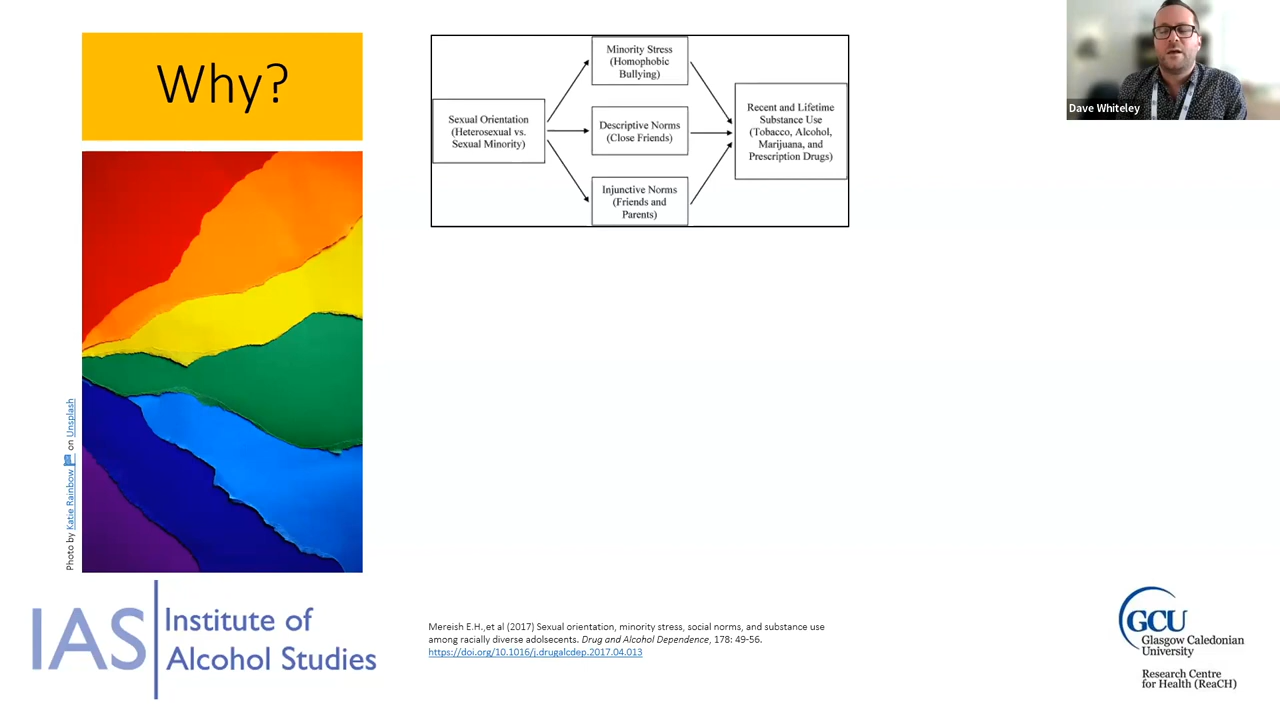 Why?
Minority Stress
(Homophobic
Bullying)
Sexual Orientation
(Heterosexual vs.
Sexual Minority)
Descriptive Norms
(Close Friends)
Injunctive Norms
(Friends and
Parents)
Recent and Lifetime
Substance Use
(Tobacco, Alcohol,
Marijuana, and
Prescription Drugs)
Dave Whiteley
Photo by Katie Rainbow on Unsplash
IAS
Institute of
Alcohol Studies
Mereish E.H.,et al (2017) Sexual orientation, minority stress, social norms, and substance use
among racially diverse adolsecents. Drug and Alcohol Dependence, 178: 49-56.
https://doi.org/10.1016/j.drugalcdep.2017.04.013
GCU
Glasgow Caledonian
University
Research Centre
for Health (ReaCH)